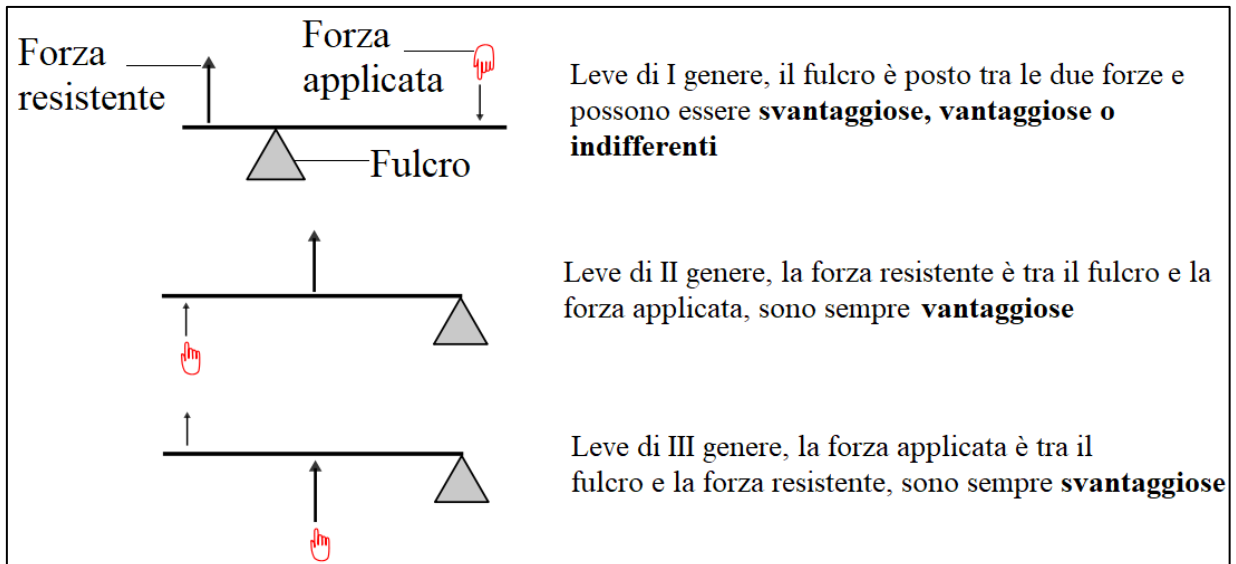 Forza
resistente
Forza
applicata
Fulcro
Leve di I genere, il fulcro è posto tra le due forze e
possono essere svantaggiose, vantaggiose o
indifferenti
Leve di II genere, la forza resistente è tra il fulcro e la
forza applicata, sono sempre vantaggiose
Leve di III genere, la forza applicata è tra il
fulcro e la forza resistente, sono sempre svantaggiose